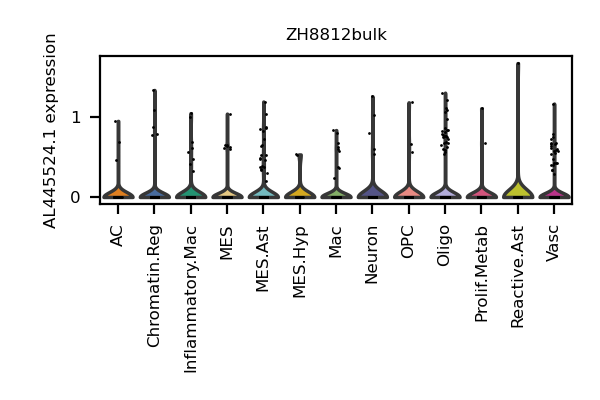 ZH8812bulk
AL445524.1 expression
1
0
AC
Chromatin.Reg
Inflammatory.Mac
MES
MES.Ast
MES.Hyp
Mac
Neuron
OPC
Oligo
Prolif.Metab
Reactive.Ast
Vasc